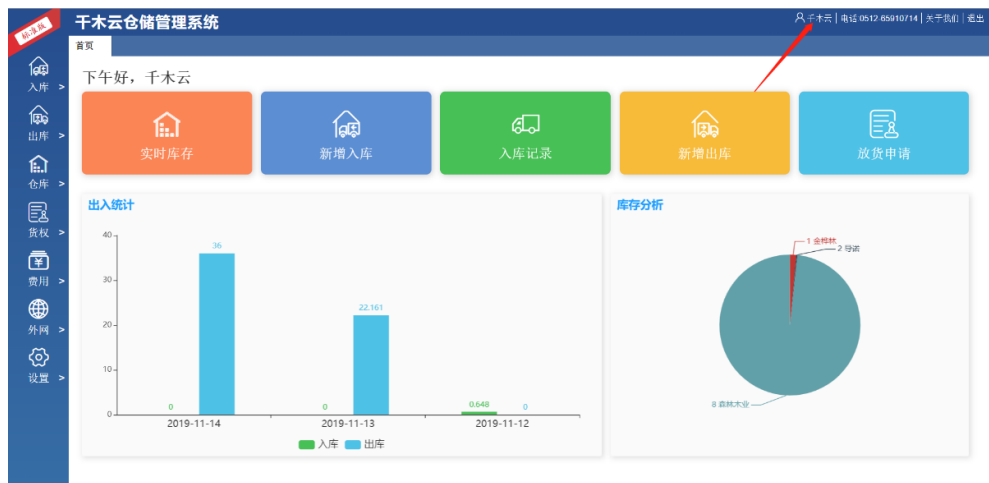 标准版
千木云仓储管理系统
千木云 | 电话:0512-65910714 | 关于我们 | 退出
首页
入库 >
出库 >
仓库 >
货权 >
费用 >
外网 >
设置 >
下午好，千木云
实时库存
新增入库
入库记录
新增出库
放货申请
出入统计
40
30
20
10
0
0
36
0
22.161
0.648
0
2019-11-14
2019-11-13
2019-11-12
入库 出库
库存分析
1 金桦林
2 导诺
8 森林木业